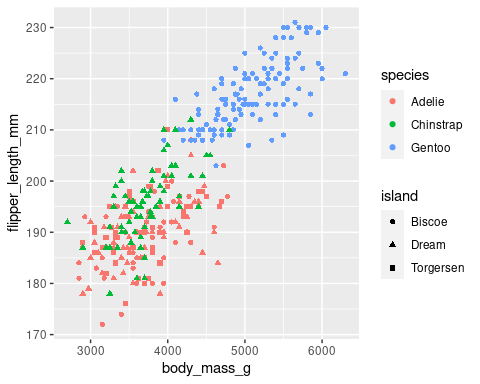 230
220
210
200
190
180
170
flipper_length_mm
3000
4000
5000
6000
body_mass_g
species
Adelie
Chinstrap
Gentoo
island
Biscoe
Dream
Torgersen